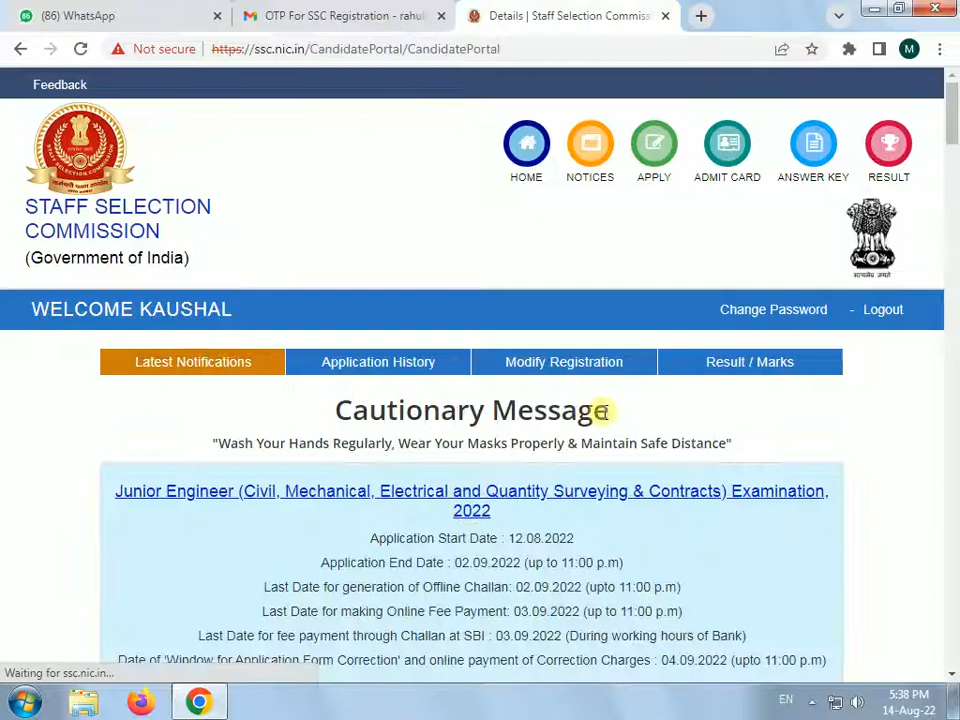 (86) WhatsApp
OTP For SSC Registration - rahul
Details | Staff Selection Commiss
Not secure
https://ssc.nic.in/CandidatePortal/CandidatePortal
M
Feedback
STAFF SELECTION
COMMISSION
(Government of India)
HOME
NOTICES
APPLY
ADMIT CARD
ANSWER KEY
RESULT
WELCOME KAUSHAL
Change Password - Logout
Latest Notifications
Application History
Modify Registration
Result / Marks
Cautionary Message
"Wash Your Hands Regularly, Wear Your Masks Properly & Maintain Safe Distance"
Junior Engineer (Civil, Mechanical, Electrical and Quantity Surveying & Contracts) Examination,
2022
Application Start Date : 12.08.2022
Application End Date : 02.09.2022 (up to 11:00 p.m)
Last Date for generation of Offline Challan: 02.09.2022 (upto 11:00 p.m)
Last Date for making Online Fee Payment: 03.09.2022 (up to 11:00 p.m)
Last Date for fee payment through Challan at SBI : 03.09.2022 (During working hours of Bank)
Date of 'Window for Application Form Correction' and online payment of Correction Charges : 04.09.2022 (upto 11:00 p.m)
Waiting for ssc.nic.in...
EN
5:38 PM
14-Aug-22